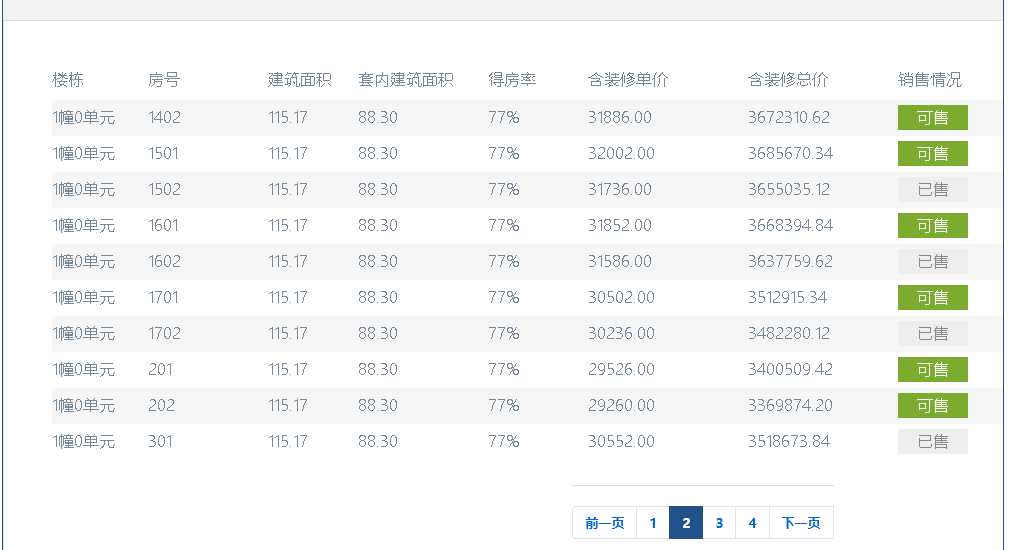 楼栋 房号 建筑面积 套内建筑面积 得房率 含装修单价 含装修总价 销售情况
1幢0单元 1402 115.17 88.30 77% 31886.00 3672310.62 可售
1幢0单元 1501 115.17 88.30 77% 32002.00 3685670.34 可售
1幢0单元 1502 115.17 88.30 77% 31736.00 3655035.12 已售
1幢0单元 1601 115.17 88.30 77% 31852.00 3668394.84 可售
1幢0单元 1602 115.17 88.30 77% 31586.00 3637759.62 已售
1幢0单元 1701 115.17 88.30 77% 30502.00 3512915.34 可售
1幢0单元 1702 115.17 88.30 77% 30236.00 3482280.12 已售
1幢0单元 201 115.17 88.30 77% 29526.00 3400509.42 可售
1幢0单元 202 115.17 88.30 77% 29260.00 3369874.20 可售
1幢0单元 301 115.17 88.30 77% 30552.00 3518673.84 已售
前一页 1 2 3 4 下一页